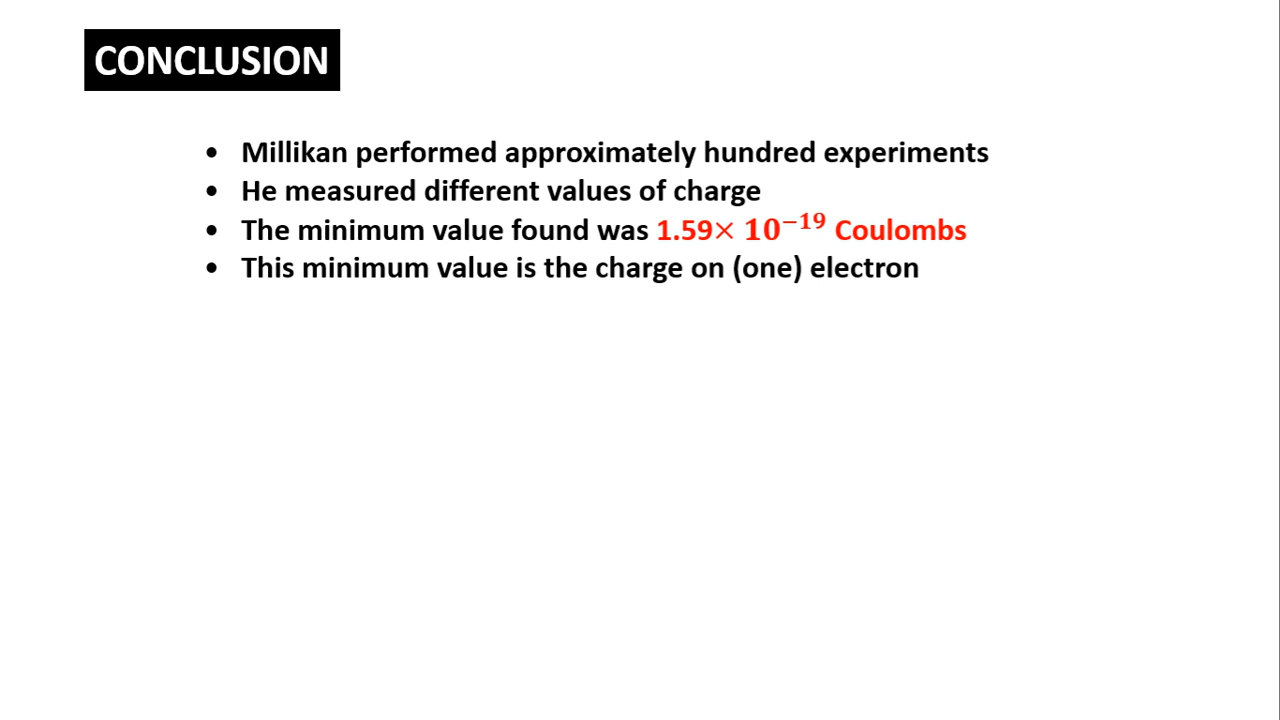 CONCLUSION
• Millikan performed approximately hundred experiments
• He measured different values of charge
• The minimum value found was 1.59× 10⁻¹⁹ Coulombs
• This minimum value is the charge on (one) electron